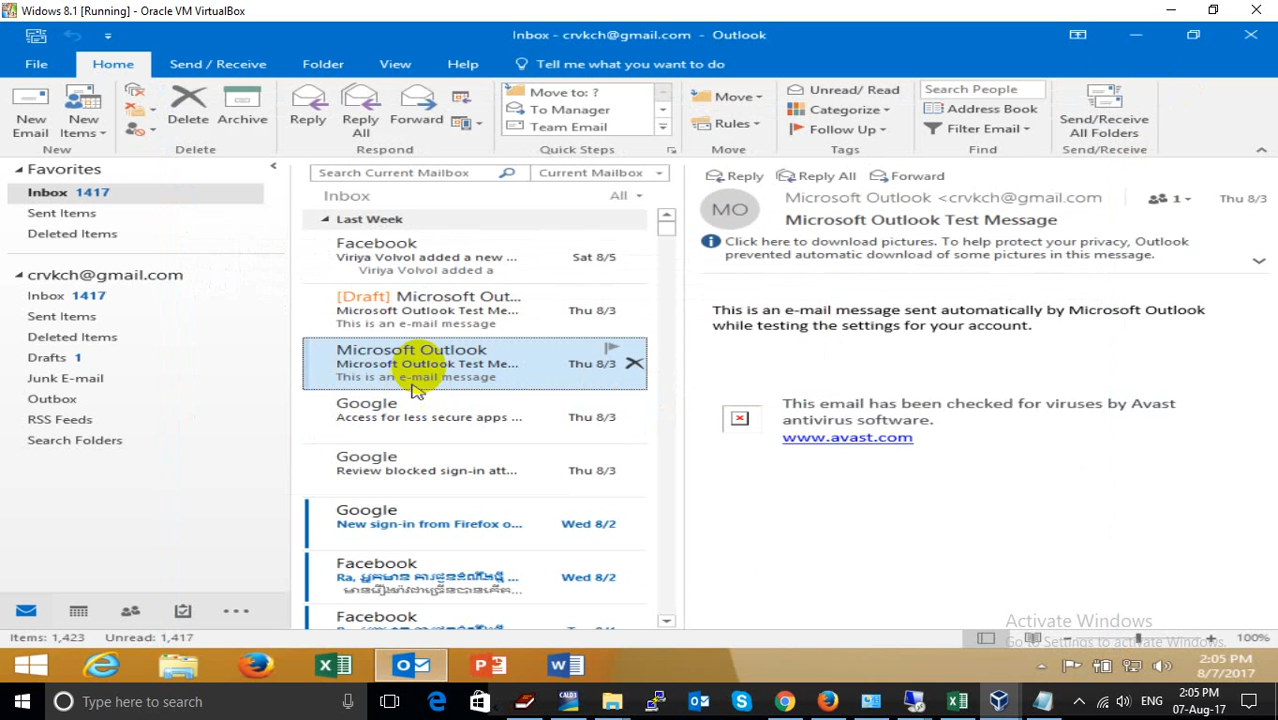 Widows 8.1 [Running] - Oracle VM VirtualBox
Inbox - crvkch@gmail.com - Outlook
File Home Send / Receive Folder View Help Tell me what you want to do
New Email
New Items
New
Delete
Archive
Delete
Reply
Reply All
Forward
Respond
Move to: ?
To Manager
Team Email
Quick Steps
Move
Rules
Move
Unread/ Read
Categorize
Follow Up
Tags
Search People
Address Book
Filter Email
Find
Send/Receive All Folders
Send/Receive
Favorites
Inbox 1417
Sent Items
Deleted Items
crvkch@gmail.com
Inbox 1417
Sent Items
Deleted Items
Drafts 1
Junk E-mail
Outbox
RSS Feeds
Search Folders
Search Current Mailbox Current Mailbox
Inbox All
Last Week
Facebook
Viriya Volvol added a new ... Sat 8/5
Viriya Volvol added a
[Draft] Microsoft Out...
Microsoft Outlook Test Me... Thu 8/3
This is an e-mail message
Microsoft Outlook
Microsoft Outlook Test Me... Thu 8/3
This is an e-mail message
Google
Access for less secure apps ... Thu 8/3
Google
Review blocked sign-in att... Thu 8/3
Google
New sign-in from Firefox o... Wed 8/2
Facebook
Ra, Wed 8/2
Facebook
Reply Reply All Forward
MO
Microsoft Outlook <crvkch@gmail.com 1 Thu 8/3
Microsoft Outlook Test Message
Click here to download pictures. To help protect your privacy, Outlook
prevented automatic download of some pictures in this message.
This is an e-mail message sent automatically by Microsoft Outlook
while testing the settings for your account.
This email has been checked for viruses by Avast
antivirus software.
www.avast.com
Activate Windows
Go to Settings to activate Windows.
Items: 1,423 Unread: 1,417 100%
2:05 PM
8/7/2017
Type here to search
ENG
2:05 PM
07-Aug-17